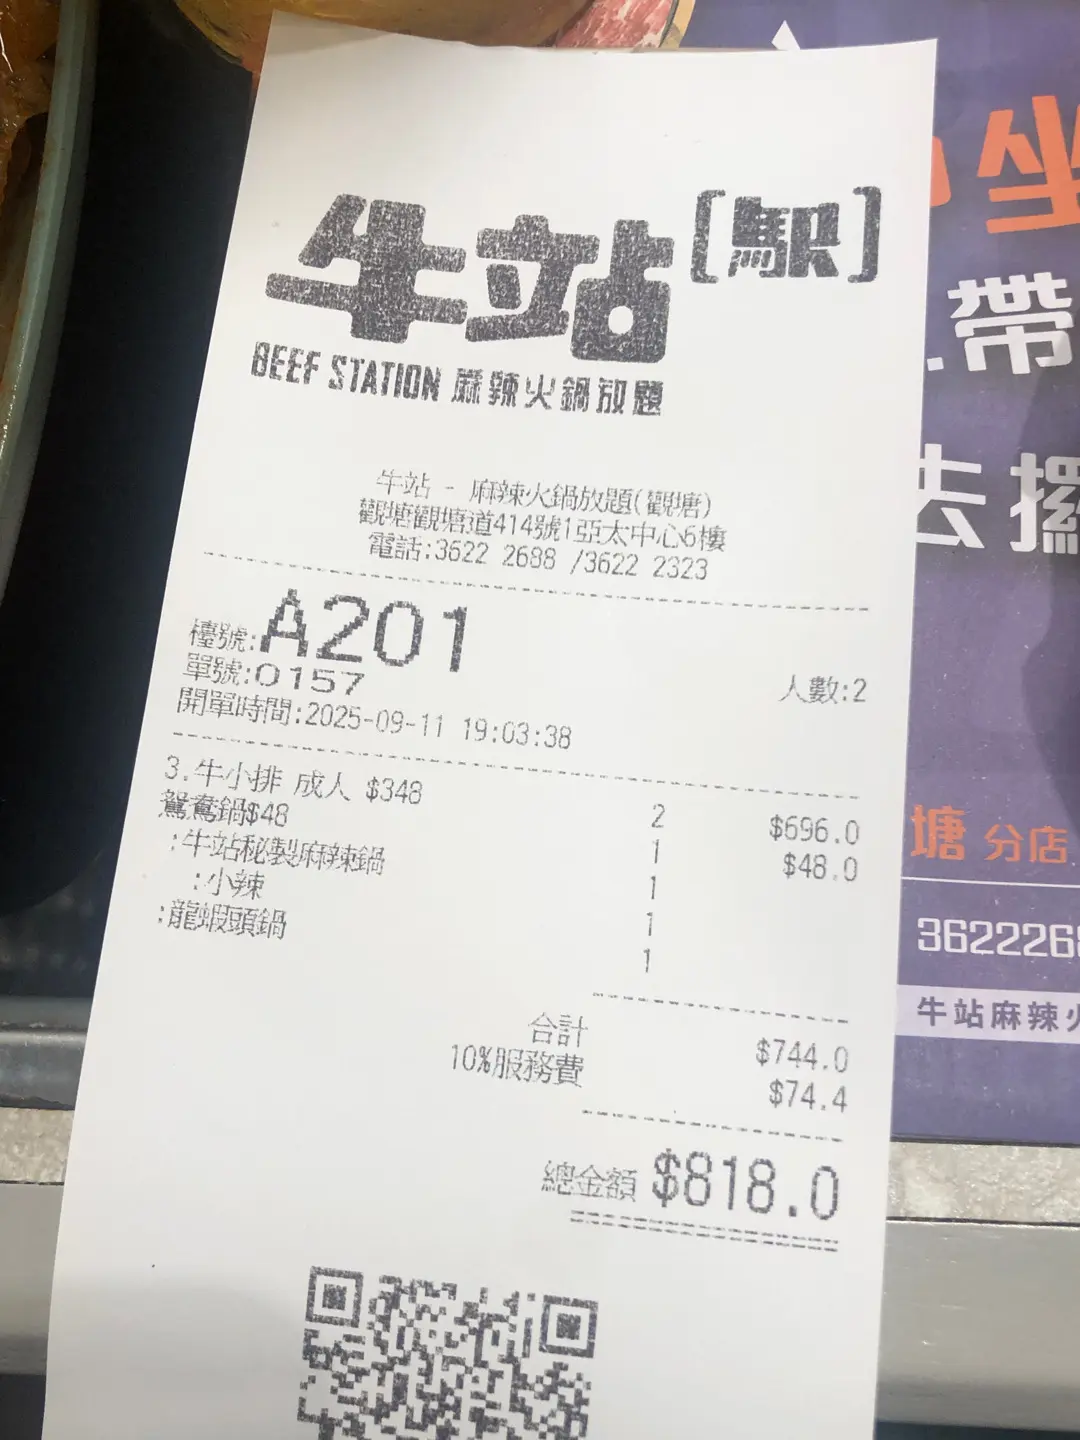 牛站[駅]
BEEF STATION 麻辣火鍋放題
牛站 - 麻辣火鍋放題(觀塘)
觀塘觀塘道414號1亞太中心6樓
電話:3622 2688 /3622 2323
檯號:A201
單號:0157
人數:2
開單時間:2025-09-11 19:03:38
3.牛小排 成人 $348 2 $696.0
鴛鴦鍋$48 1 $48.0
:牛站秘製麻辣鍋 1
:小辣 1
:龍蝦頭鍋 1
合計 $744.0
10%服務費 $74.4
總金額 $818.0
坐
帶
去
塘 分店
362226
牛站麻辣火